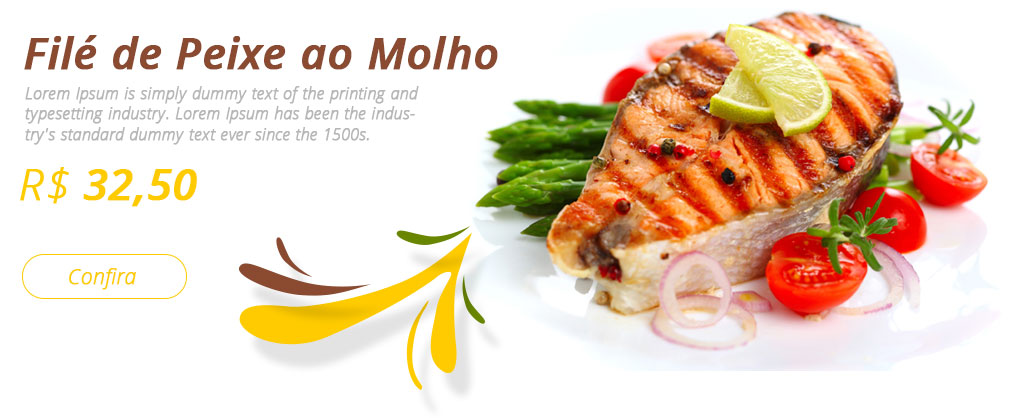 Filé de Peixe ao Molho
Lorem Ipsum is simply dummy text of the printing and
typesetting industry. Lorem Ipsum has been the indus-
try's standard dummy text ever since the 1500s.
R$ 32,50
Confira